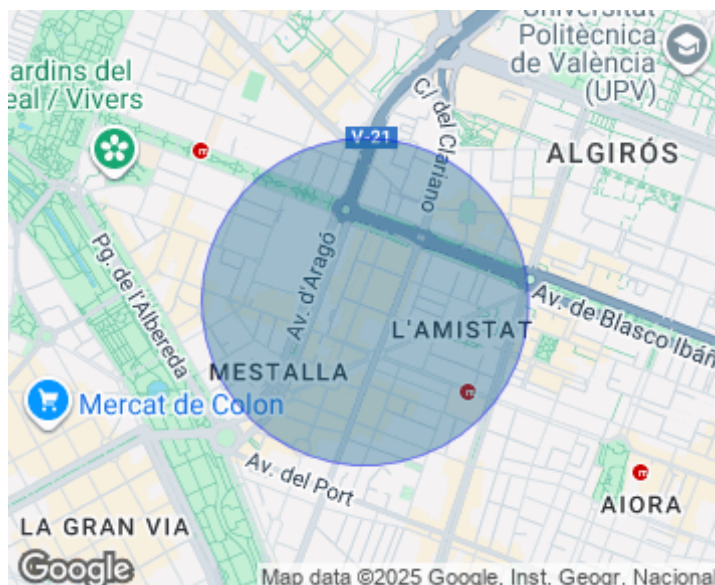 Universitat
Politècnica
de València
(UPV)
ardins del
eal / Vivers
C/ del Clariano
V-21
ALGIRÓS
Pg. de l'Albereda
Av. d'Aragó
Av. de Blasco Ibáñ
L'AMISTAT
MESTALLA
Mercat de Colon
Av. del Port
AIORA
LA GRAN VIA
Google
Map data ©2025 Google, Inst. Geogr. Nacional